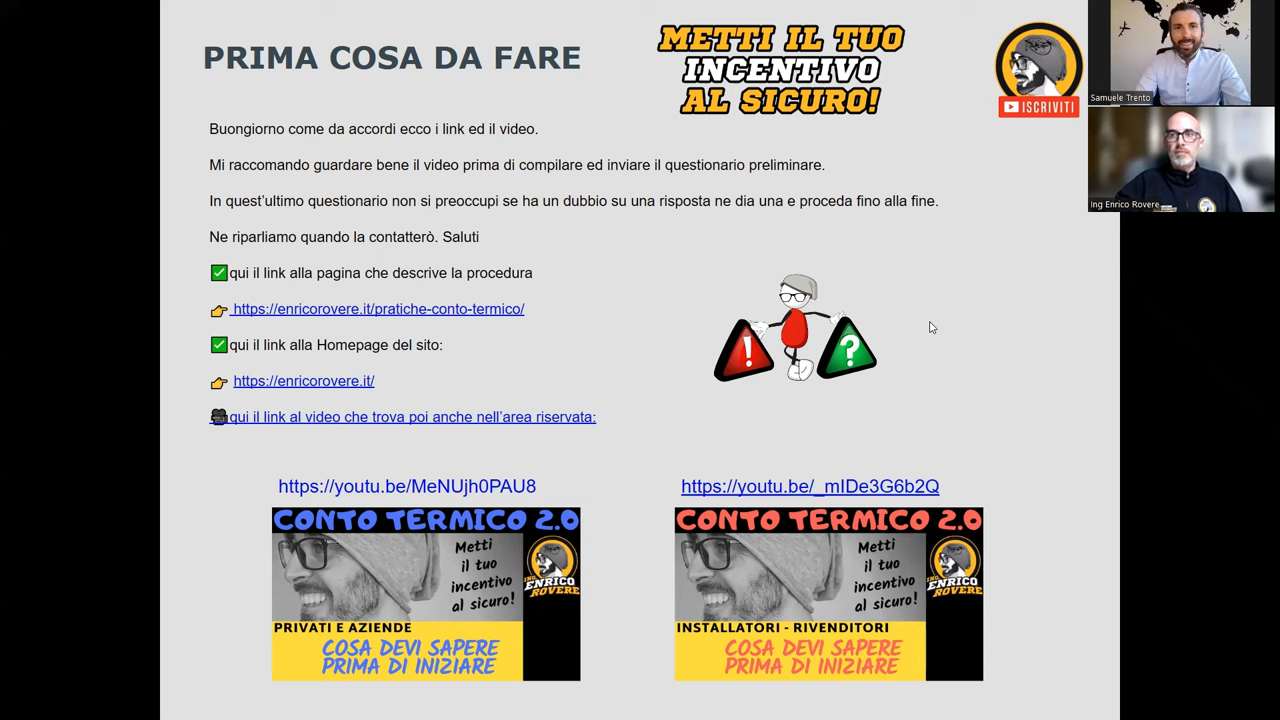 PRIMA COSA DA FARE
METTI IL TUO
INCENTIVO
AL SICURO!
ISCRIVITI
Samuele Trento
Ing Enrico Rovere
Buongiorno come da accordi ecco i link ed il video.
Mi raccomando guardare bene il video prima di compilare ed inviare il questionario preliminare.
In quest'ultimo questionario non si preoccupi se ha un dubbio su una risposta ne dia una e proceda fino alla fine.
Ne riparliamo quando la contatterò. Saluti
✅qui il link alla pagina che descrive la procedura
👉 https://enricorovere.it/pratiche-conto-termico/
✅qui il link alla Homepage del sito:
👉 https://enricorovere.it/
🎥qui il link al video che trova poi anche nell'area riservata:
https://youtu.be/MeNUjh0PAU8
CONTO TERMICO 2.0
Metti
il tuo
incentivo
al sicuro!
ING.
ENRICO
ROVERE
PRIVATI E AZIENDE
COSA DEVI SAPERE
PRIMA DI INIZIARE
https://youtu.be/_mIDe3G6b2Q
CONTO TERMICO 2.0
Metti
il tuo
incentivo
al sicuro!
ING.
ENRICO
ROVERE
INSTALLATORI - RIVENDITORI
COSA DEVI SAPERE
PRIMA DI INIZIARE
! ?